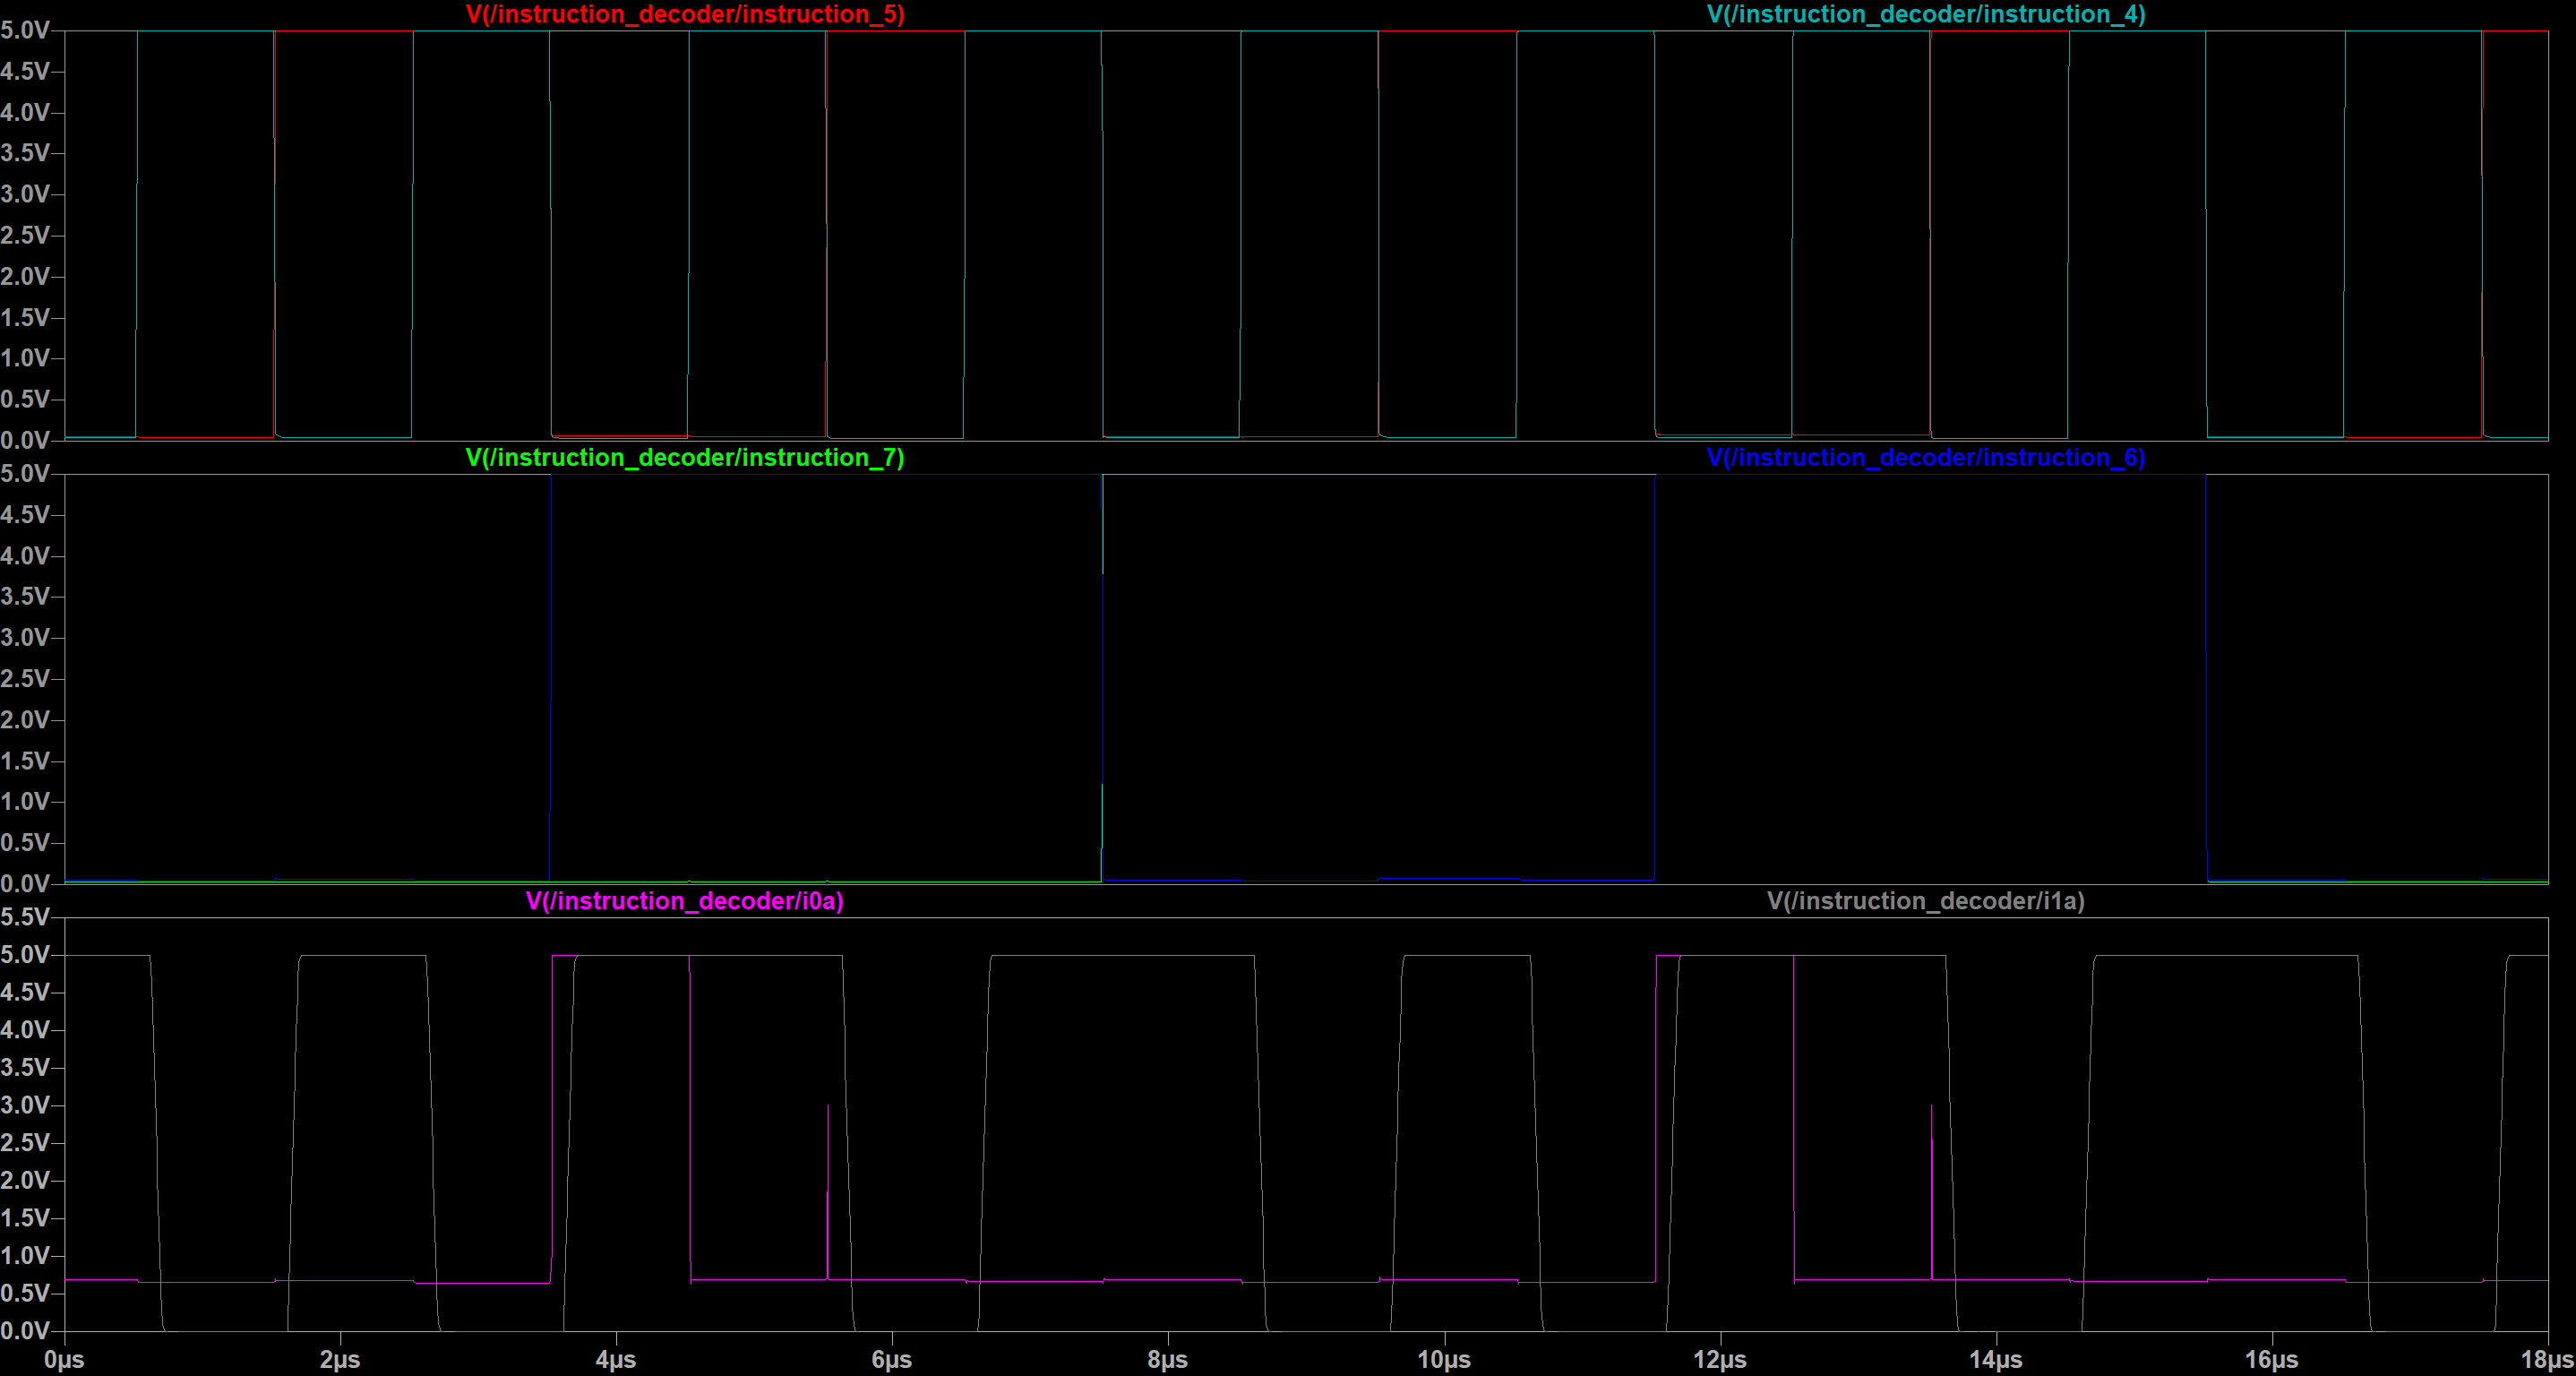 V(/instruction_decoder/instruction_5) V(/instruction_decoder/instruction_4)
5.0V
4.5V
4.0V
3.5V
3.0V
2.5V
2.0V
1.5V
1.0V
0.5V
0.0V
V(/instruction_decoder/instruction_7) V(/instruction_decoder/instruction_6)
5.0V
4.5V
4.0V
3.5V
3.0V
2.5V
2.0V
1.5V
1.0V
0.5V
0.0V
V(/instruction_decoder/i0a) V(/instruction_decoder/i1a)
5.5V
5.0V
4.5V
4.0V
3.5V
3.0V
2.5V
2.0V
1.5V
1.0V
0.5V
0.0V
0µs 2µs 4µs 6µs 8µs 10µs 12µs 14µs 16µs 18µs